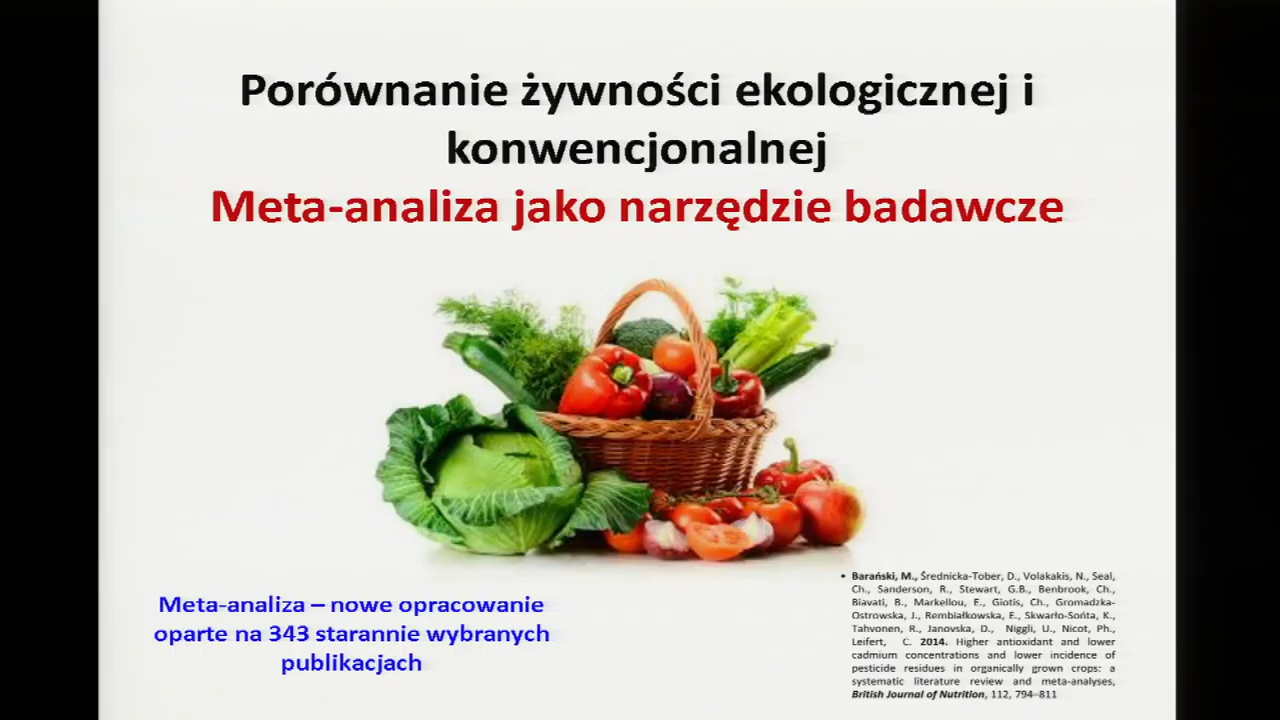 Porównanie żywności ekologicznej i
konwencjonalnej
Meta-analiza jako narzędzie badawcze
Meta-analiza – nowe opracowanie
oparte na 343 starannie wybranych
publikacjach
• Barański, M., Średnicka-Tober, D., Volakakis, N., Seal,
Ch., Sanderson, R., Stewart, G.B., Benbrook, Ch.,
Biavati, B., Markellou, E., Giotis, Ch., Gromadzka-
Ostrowska, J., Rembiałkowska, E., Skwarło-Sońta, K.,
Tahvonen, R., Janovska, D., Niggli, U., Nicot, Ph.,
Leifert, C. 2014. Higher antioxidant and lower
cadmium concentrations and lower incidence of
pesticide residues in organically grown crops: a
systematic literature review and meta-analyses,
British Journal of Nutrition, 112, 794–811